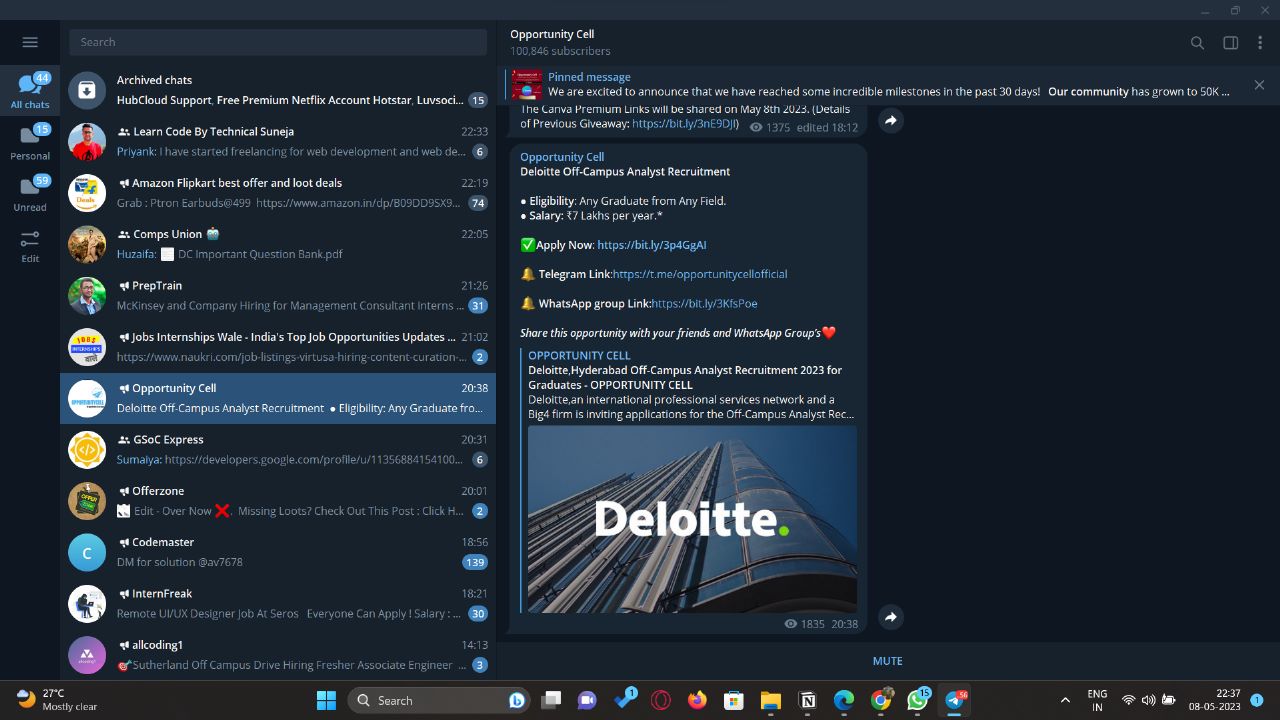 Search
Opportunity Cell
100,846 subscribers
44
All chats
15
Personal
59
Unread
Edit
Archived chats
HubCloud Support, Free Premium Netflix Account Hotstar, Luvsoci...
15
Learn Code By Technical Suneja
22:33
Priyank: I have started freelancing for web development and web de...
6
Amazon Flipkart best offer and loot deals
22:19
Grab : Ptron Earbuds@499 https://www.amazon.in/dp/B09DD9SX9...
74
Comps Union
22:05
Huzaifa: DC Important Question Bank.pdf
PrepTrain
21:26
McKinsey and Company Hiring for Management Consultant Interns ...
31
Jobs Internships Wale - India's Top Job Opportunities Updates ...
21:02
https://www.naukri.com/job-listings-virtusa-hiring-content-curation-...
2
Opportunity Cell
20:38
Deloitte Off-Campus Analyst Recruitment ● Eligibility: Any Graduate fro...
GSoC Express
20:31
Sumaiya: https://developers.google.com/profile/u/11356884154100...
6
Offerzone
20:01
Edit - Over Now ❌. Missing Loots? Check Out This Post : Click H...
2
C
Codemaster
18:56
DM for solution @av7678
139
InternFreak
18:21
Remote UI/UX Designer Job At Seros Everyone Can Apply ! Salary : ...
30
allcoding1
14:13
🎯Sutherland Off Campus Drive Hiring Fresher Associate Engineer ...
3
Pinned message
We are excited to announce that we have reached some incredible milestones in the past 30 days! Our community has grown to 50K ...
The Canva Premium Links will be shared on May 8th 2023. (Details
of Previous Giveaway: https://bit.ly/3nE9DJl)
1375 edited 18:12
Opportunity Cell
Deloitte Off-Campus Analyst Recruitment
● Eligibility: Any Graduate from Any Field.
● Salary: ₹7 Lakhs per year.*
✅Apply Now: https://bit.ly/3p4GgAI
🔔 Telegram Link:https://t.me/opportunitycellofficial
🔔 WhatsApp group Link:https://bit.ly/3KfsPoe
Share this opportunity with your friends and WhatsApp Group's❤️
OPPORTUNITY CELL
Deloitte,Hyderabad Off-Campus Analyst Recruitment 2023 for
Graduates - OPPORTUNITY CELL
Deloitte,an international professional services network and a
Big4 firm is inviting applications for the Off-Campus Analyst Rec...
Deloitte.
1835 20:38
MUTE
27°C
Mostly clear
Search
1
15
56
ENG
IN
22:37
08-05-2023
1